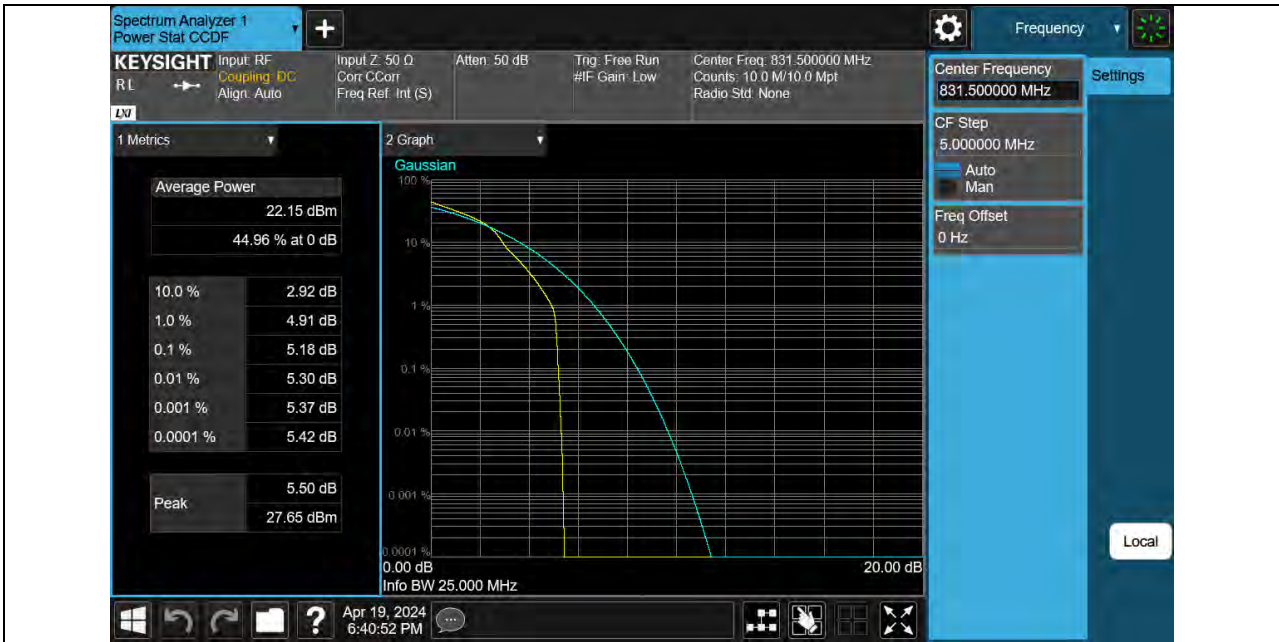 Spectrum Analyzer 1
Power Stat CCDF
Frequency
KEYSIGHT
RL
LXI
Input: RF
Coupling: DC
Align: Auto
Input Z: 50 Ω
Corr CCorr
Freq Ref: Int (S)
Atten: 50 dB
Trig: Free Run
#IF Gain: Low
Center Freq: 831.500000 MHz
Counts: 10.0 M/10.0 Mpt
Radio Std: None
Center Frequency
831.500000 MHz
Settings
CF Step
5.000000 MHz
Auto
Man
Freq Offset
0 Hz
1 Metrics
Average Power
22.15 dBm
44.96 % at 0 dB
10.0 % 2.92 dB
1.0 % 4.91 dB
0.1 % 5.18 dB
0.01 % 5.30 dB
0.001 % 5.37 dB
0.0001 % 5.42 dB
Peak
5.50 dB
27.65 dBm
2 Graph
Gaussian
100 %
10 %
1 %
0.1 %
0.01 %
0.001 %
0.0001 %
0.00 dB 20.00 dB
Info BW 25.000 MHz
Local
? Apr 19, 2024
6:40:52 PM